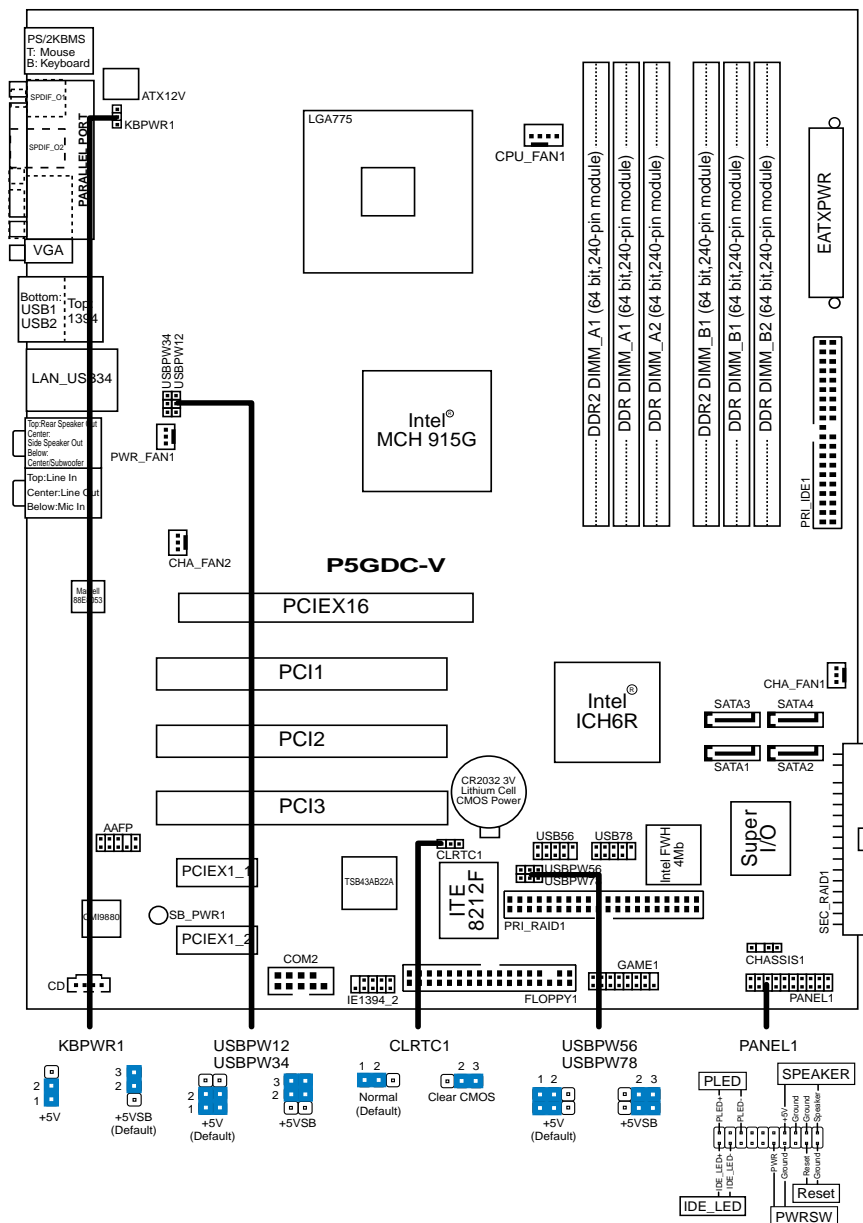 PS/2KBMS
T: Mouse
B: Keyboard
SPDIF_O1
SPDIF_O2
PARALLEL PORT
ATX12V
KBPWR1
VGA
Bottom:
USB1
USB2
Top:
1394
LAN_USB34
USBPW34
USBPW12
Top:Rear Speaker Out
Center:
Side Speaker Out
Below:
Center/Subwoofer
Top:Line In
Center:Line Out
Below:Mic In
PWR_FAN1
CHA_FAN2
LGA775
CPU_FAN1
DDR2 DIMM_A1 (64 bit,240-pin module)
DDR DIMM_A1 (64 bit,240-pin module)
DDR DIMM_A2 (64 bit,240-pin module)
DDR2 DIMM_B1 (64 bit,240-pin module)
DDR DIMM_B1 (64 bit,240-pin module)
DDR DIMM_B2 (64 bit,240-pin module)
EATXPWR
PRI_IDE1
Intel®
MCH 915G
P5GDC-V
PCIEX16
PCI1
PCI2
PCI3
PCIEX1_1
PCIEX1_2
Intel®
ICH6R
CHA_FAN1
SATA3
SATA4
SATA1
SATA2
CR2032 3V
Lithium Cell
CMOS Power
CLRTC1
USB56
USB78
USBPW56
Intel FWH
4Mb
Super
I/O
SEC_RAID1
AAFP
SB_PWR1
TSB43AB22A
ITE
8212F
PRI_RAID1
CD
COM2
IE1394_2
FLOPPY1
GAME1
CHASSIS1
PANEL1
KBPWR1
2
1
+5V
3
2
+5VSB
(Default)
USBPW12
USBPW34
2
1
+5V
(Default)
3
2
+5VSB
CLRTC1
1 2
Normal
(Default)
2 3
Clear CMOS
USBPW56
USBPW78
1 2
+5V
(Default)
2 3
+5VSB
PANEL1
PLED
SPEAKER
PLED+
PLED-
+5V
Ground
Ground
Speaker
IDE_LED+
IDE_LED-
PWR
Ground
Reset
Ground
IDE_LED
PWRSW
Reset